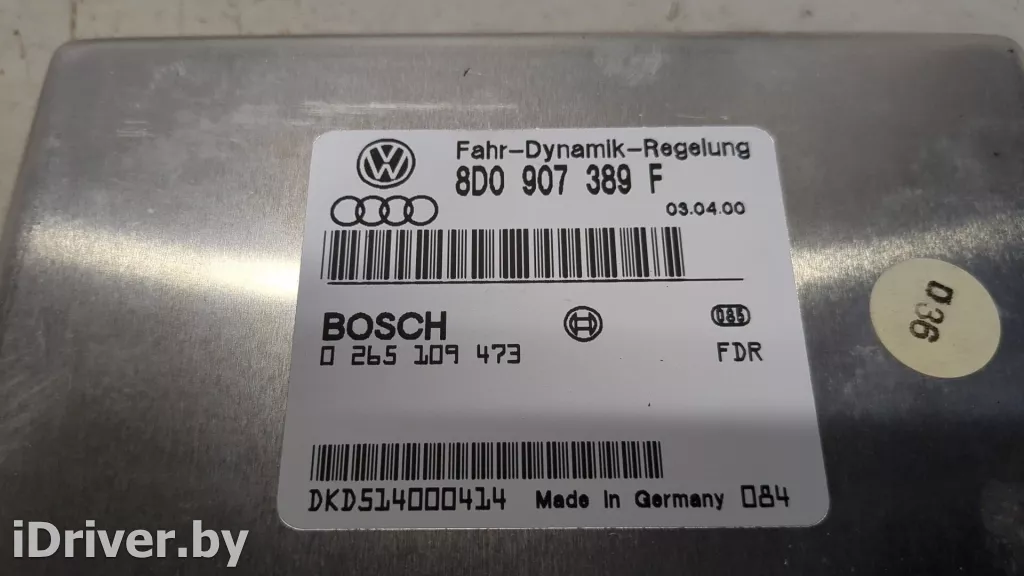 Fahr-Dynamik-Regelung
8D0 907 389 F
03.04.00
BOSCH
0 265 109 473
085
FDR
DKD514000414 Made In Germany 084
036
iDriver.by